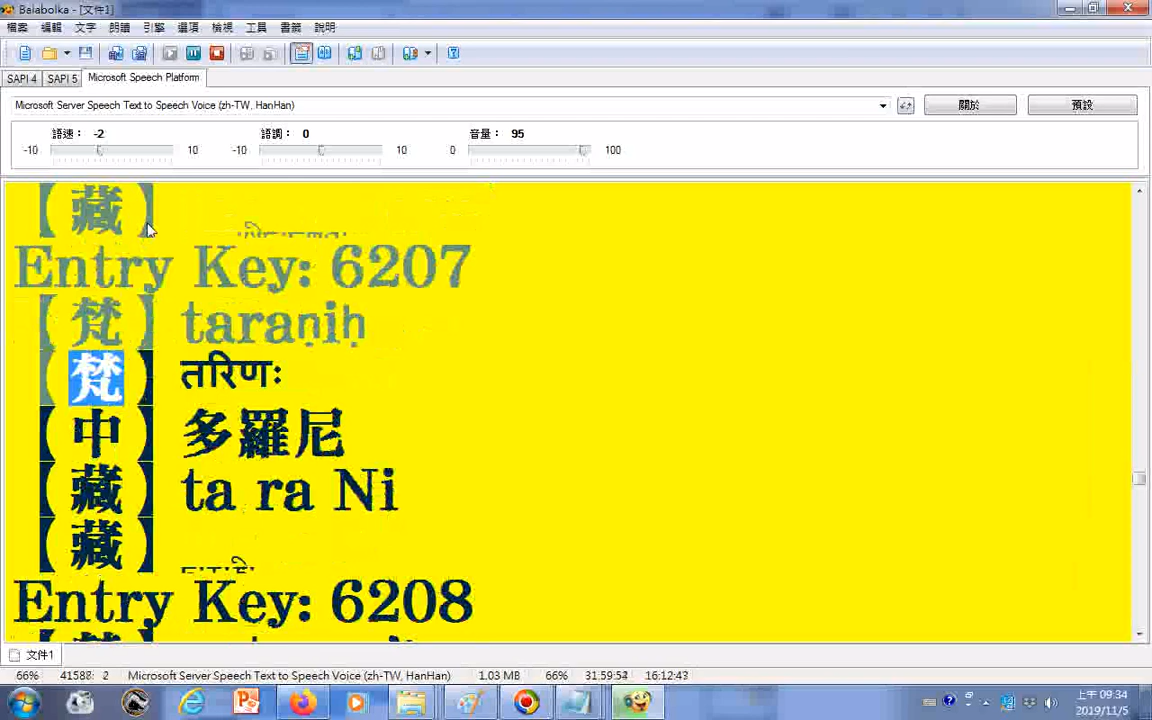 Balabolka - [文件1]
檔案 編輯 文字 朗讀 引擎 選項 檢視 工具 書籤 說明
SAPI 4 SAPI 5 Microsoft Speech Platform
Microsoft Server Speech Text to Speech Voice (zh-TW, HanHan) 關於 預設
語速： -2 語調： 0 音量： 95
-10 10 -10 10 0 100
【藏】
Entry Key: 6207
【梵】 taraṇiḥ
【梵】 तरिणः
【中】 多羅尼
【藏】 ta ra Ni
【藏】
Entry Key: 6208
文件1
66% 41588: 2 Microsoft Server Speech Text to Speech Voice (zh-TW, HanHan) 1.03 MB 66% 31:59:53 16:12:43
上午 09:34
2019/11/5